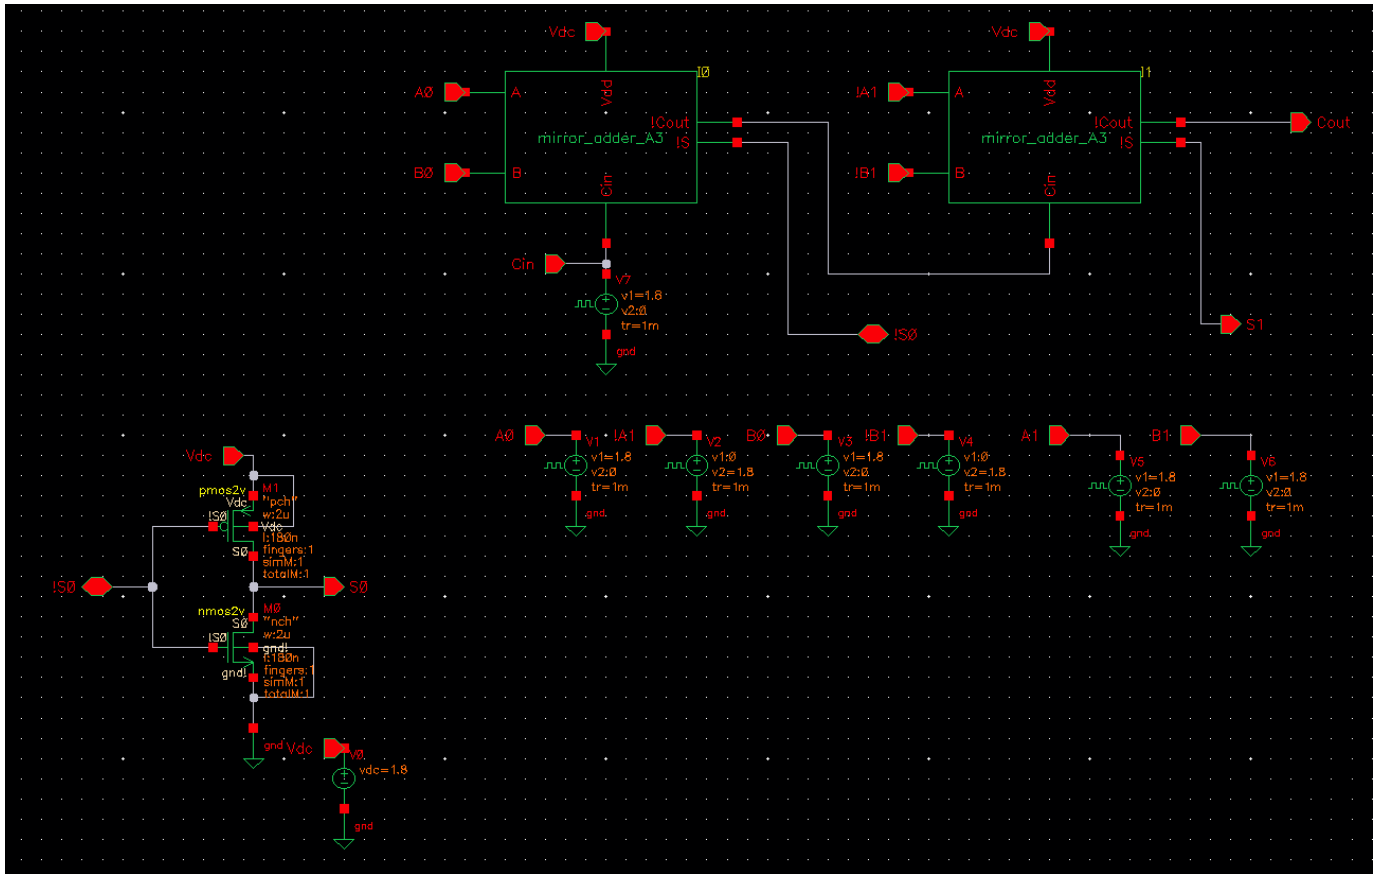 Vdc
Vdc
I0
I1
A0
A
Vdd
!Cout
mirror_adder_A3
!S
B0
B
Cin
!A1
A
Vdd
!Cout
Cout
mirror_adder_A3
!S
!B1
B
Cin
Cin
V7
v1=1.8
v2:0
tr=1m
gnd
!S0
S1
A0
V1
v1=1.8
v2:0
tr=1m
gnd
!A1
V2
v1:0
v2=1.8
tr=1m
gnd
B0
V3
v1=1.8
v2:0
tr=1m
gnd
!B1
V4
v1:0
v2=1.8
tr=1m
gnd
A1
V5
v1=1.8
v2:0
tr=1m
gnd
B1
V6
v1=1.8
v2:0
tr=1m
gnd
Vdc
pmos2v
M1
Vdc
"pch"
!S0
w:2u
Vdc
l:180n
S0
fingers:1
simM:1
totalM:1
!S0
S0
nmos2v
M0
S0
"nch"
!S0
w:2u
gnd!
l:180n
gnd!
fingers:1
simM:1
totalM:1
gnd
Vdc
V0
vdc=1.8
gnd